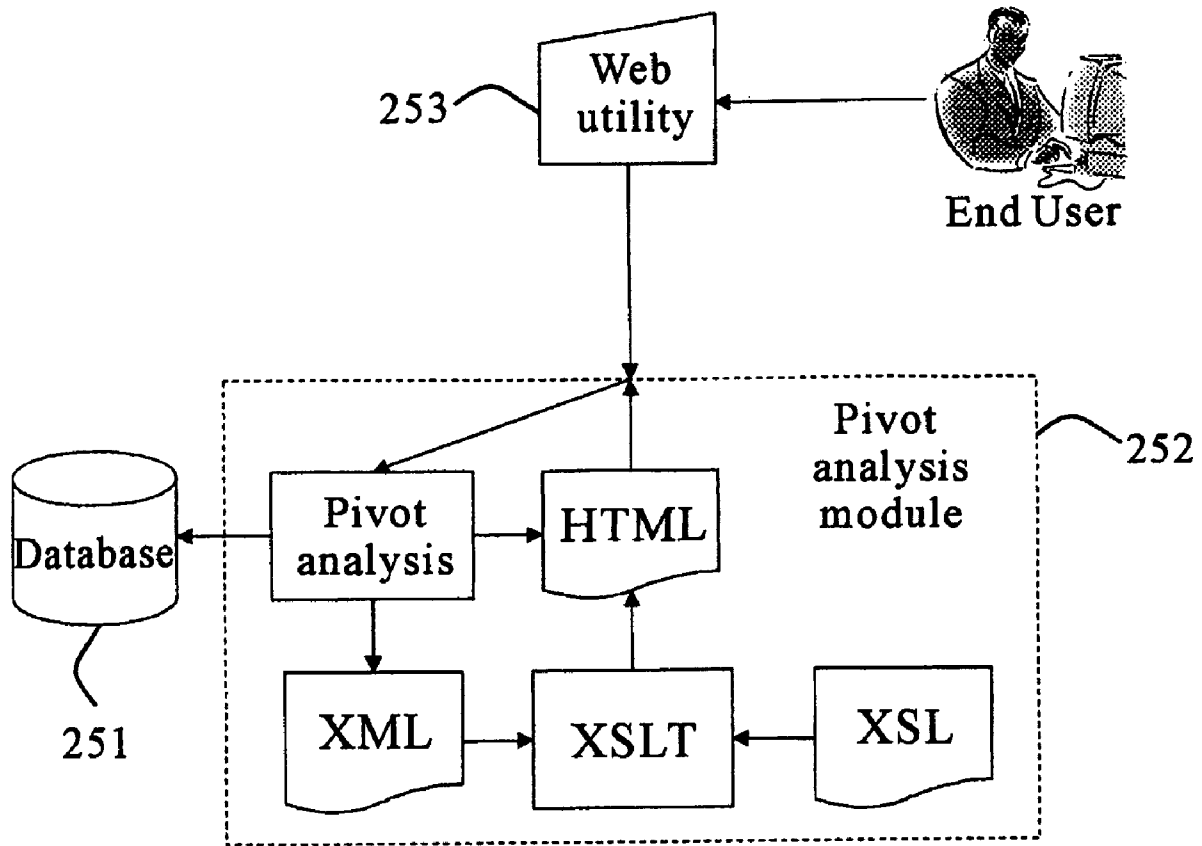 Web
utility
253
End User
Pivot
analysis
module
252
Database
Pivot
analysis
HTML
251
XML
XSLT
XSL